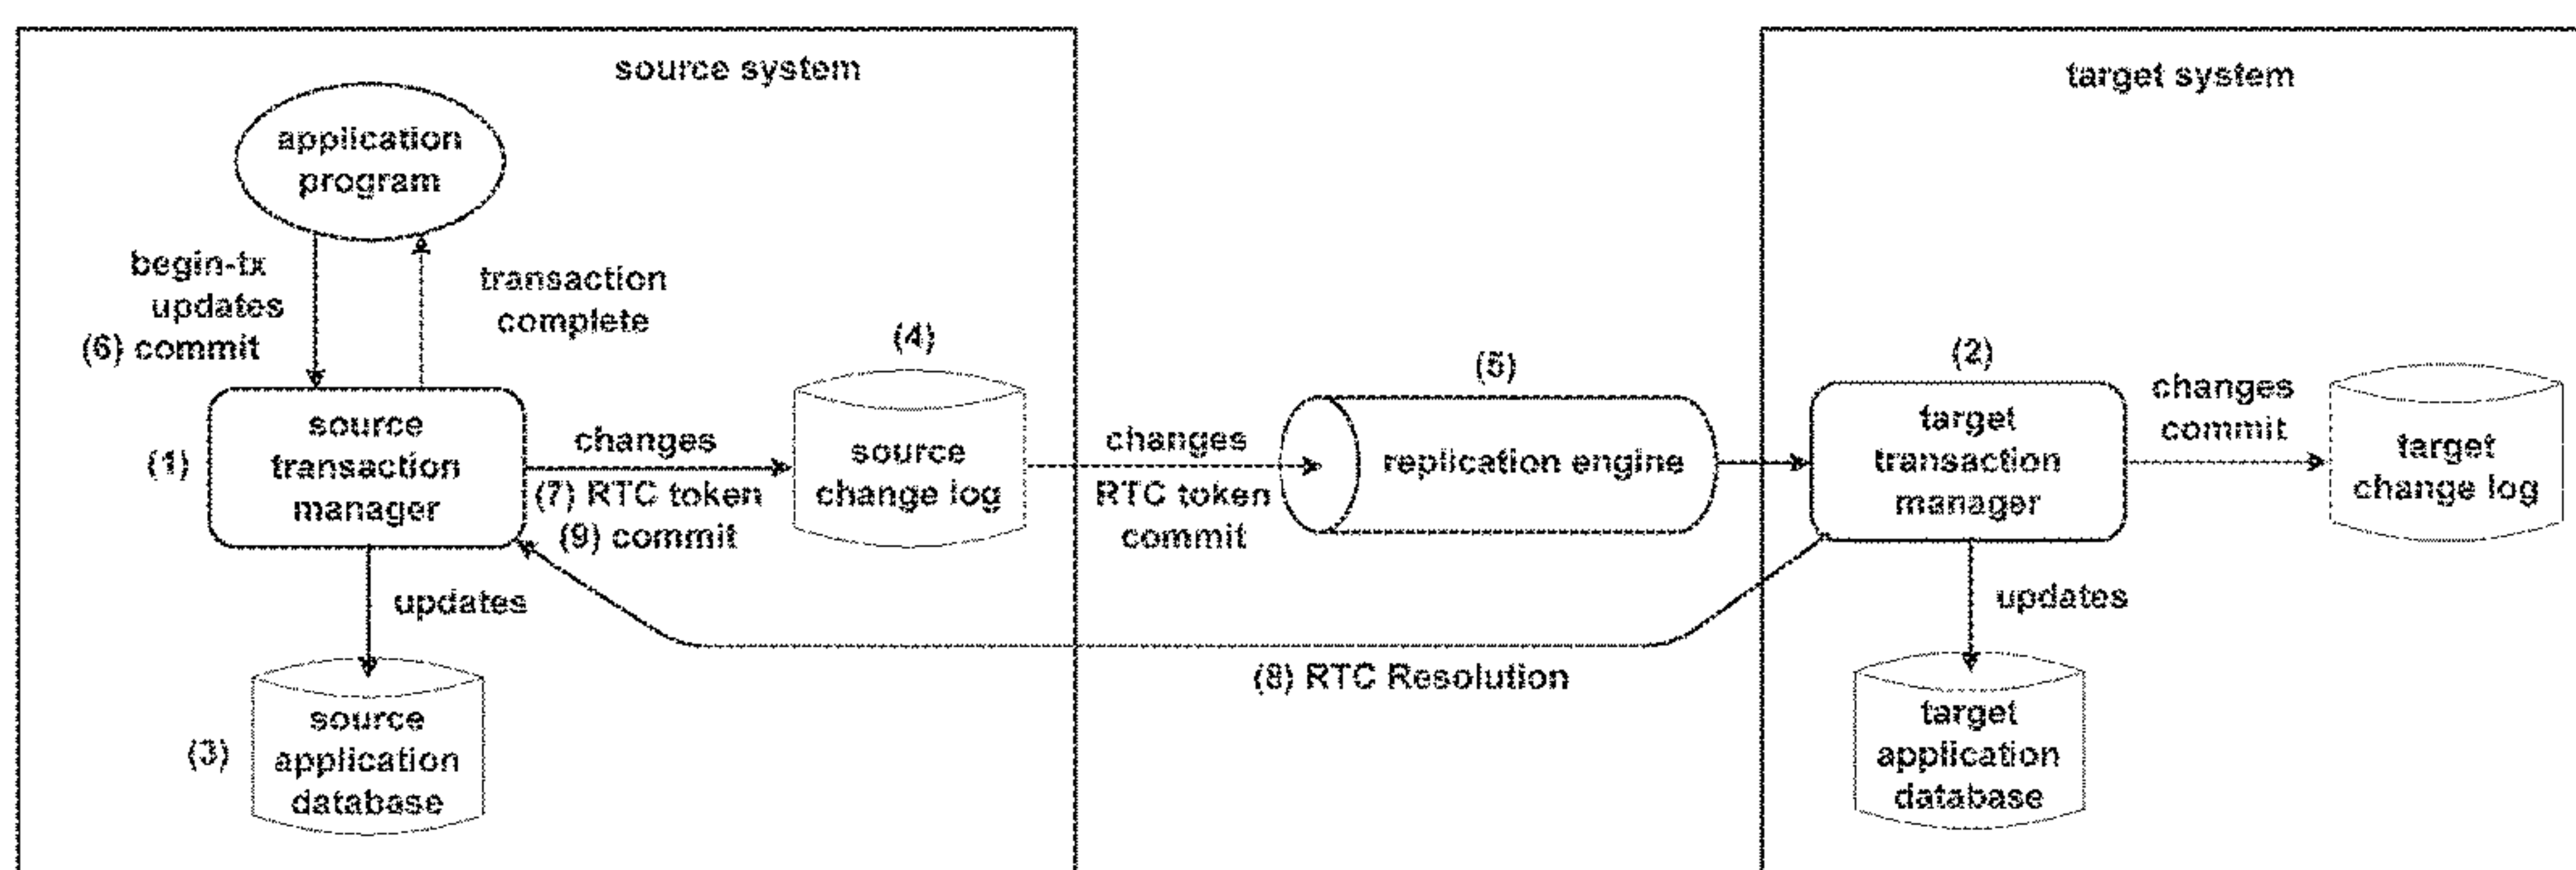 source system
target system
application
program
begin-tx
updates
(6) commit
transaction
complete
(1)
source
transaction
manager
changes
(7) RTC token
(9) commit
(4)
source
change log
changes
RTC token
commit
(5)
replication engine
(2)
target
transaction
manager
changes
commit
target
change log
updates
(3)
source
application
database
(8) RTC Resolution
updates
target
application
database